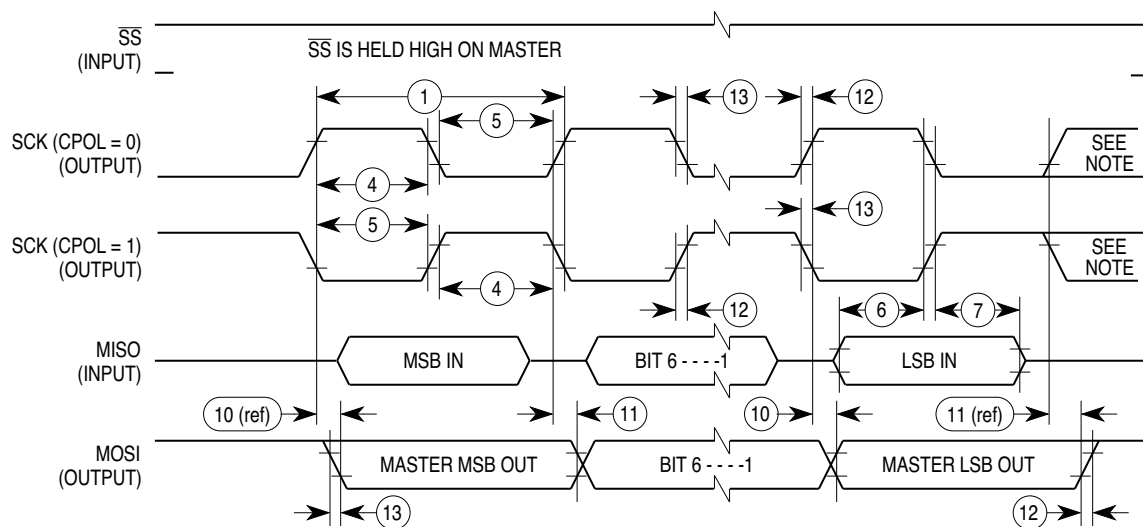 SS
(INPUT)
SS IS HELD HIGH ON MASTER
1
13
12
5
SCK (CPOL = 0)
(OUTPUT)
SEE
NOTE
4
5
13
SCK (CPOL = 1)
(OUTPUT)
SEE
NOTE
4
12
6
7
MISO
(INPUT)
MSB IN
BIT 6 - - - -1
LSB IN
10 (ref)
11
10
11 (ref)
MOSI
(OUTPUT)
MASTER MSB OUT
BIT 6 - - - -1
MASTER LSB OUT
13
12